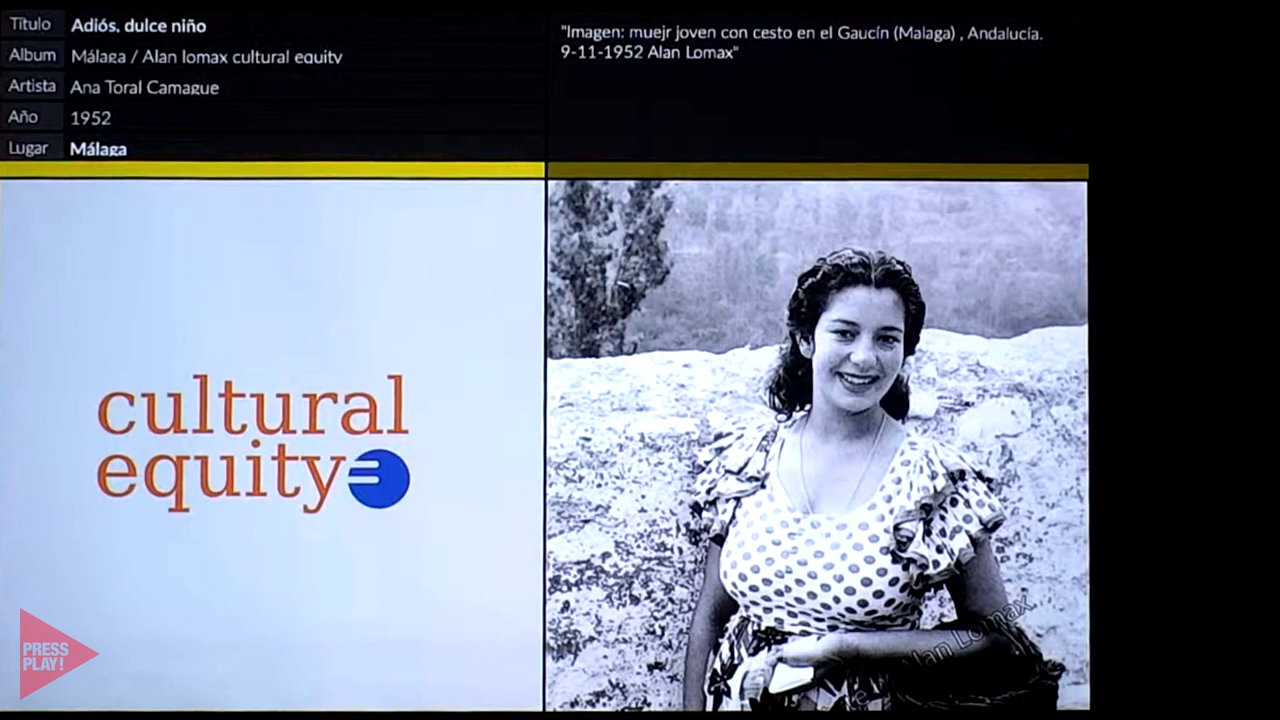 Título Adiós, dulce niño
Album Málaga / Alan lomax cultural equity
Artista Ana Toral Camague
Año 1952
Lugar Málaga
"Imagen: muejr joven con cesto en el Gaucín (Malaga) , Andalucía.
9-11-1952 Alan Lomax"
cultural
equity
PRESS
PLAY!
Alan Lomax